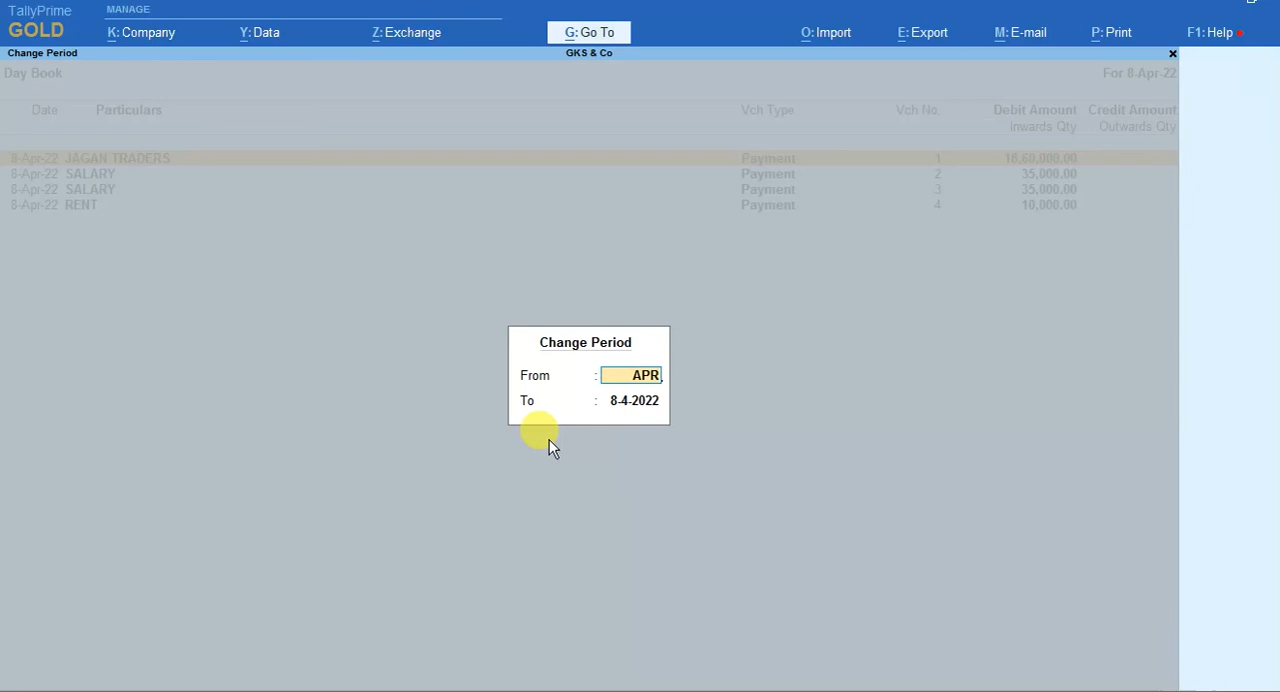 TallyPrime MANAGE
GOLD K: Company Y: Data Z: Exchange G: Go To O: Import E: Export M: E-mail P: Print F1: Help
Change Period GKS & Co
Day Book For 8-Apr-22
Date Particulars Vch Type Vch No. Debit Amount Credit Amount
Inwards Qty Outwards Qty
8-Apr-22 JAGAN TRADERS Payment 1 18,60,000.00
8-Apr-22 SALARY Payment 2 35,000.00
8-Apr-22 SALARY Payment 3 35,000.00
8-Apr-22 RENT Payment 4 10,000.00
Change Period
From : APR
To : 8-4-2022